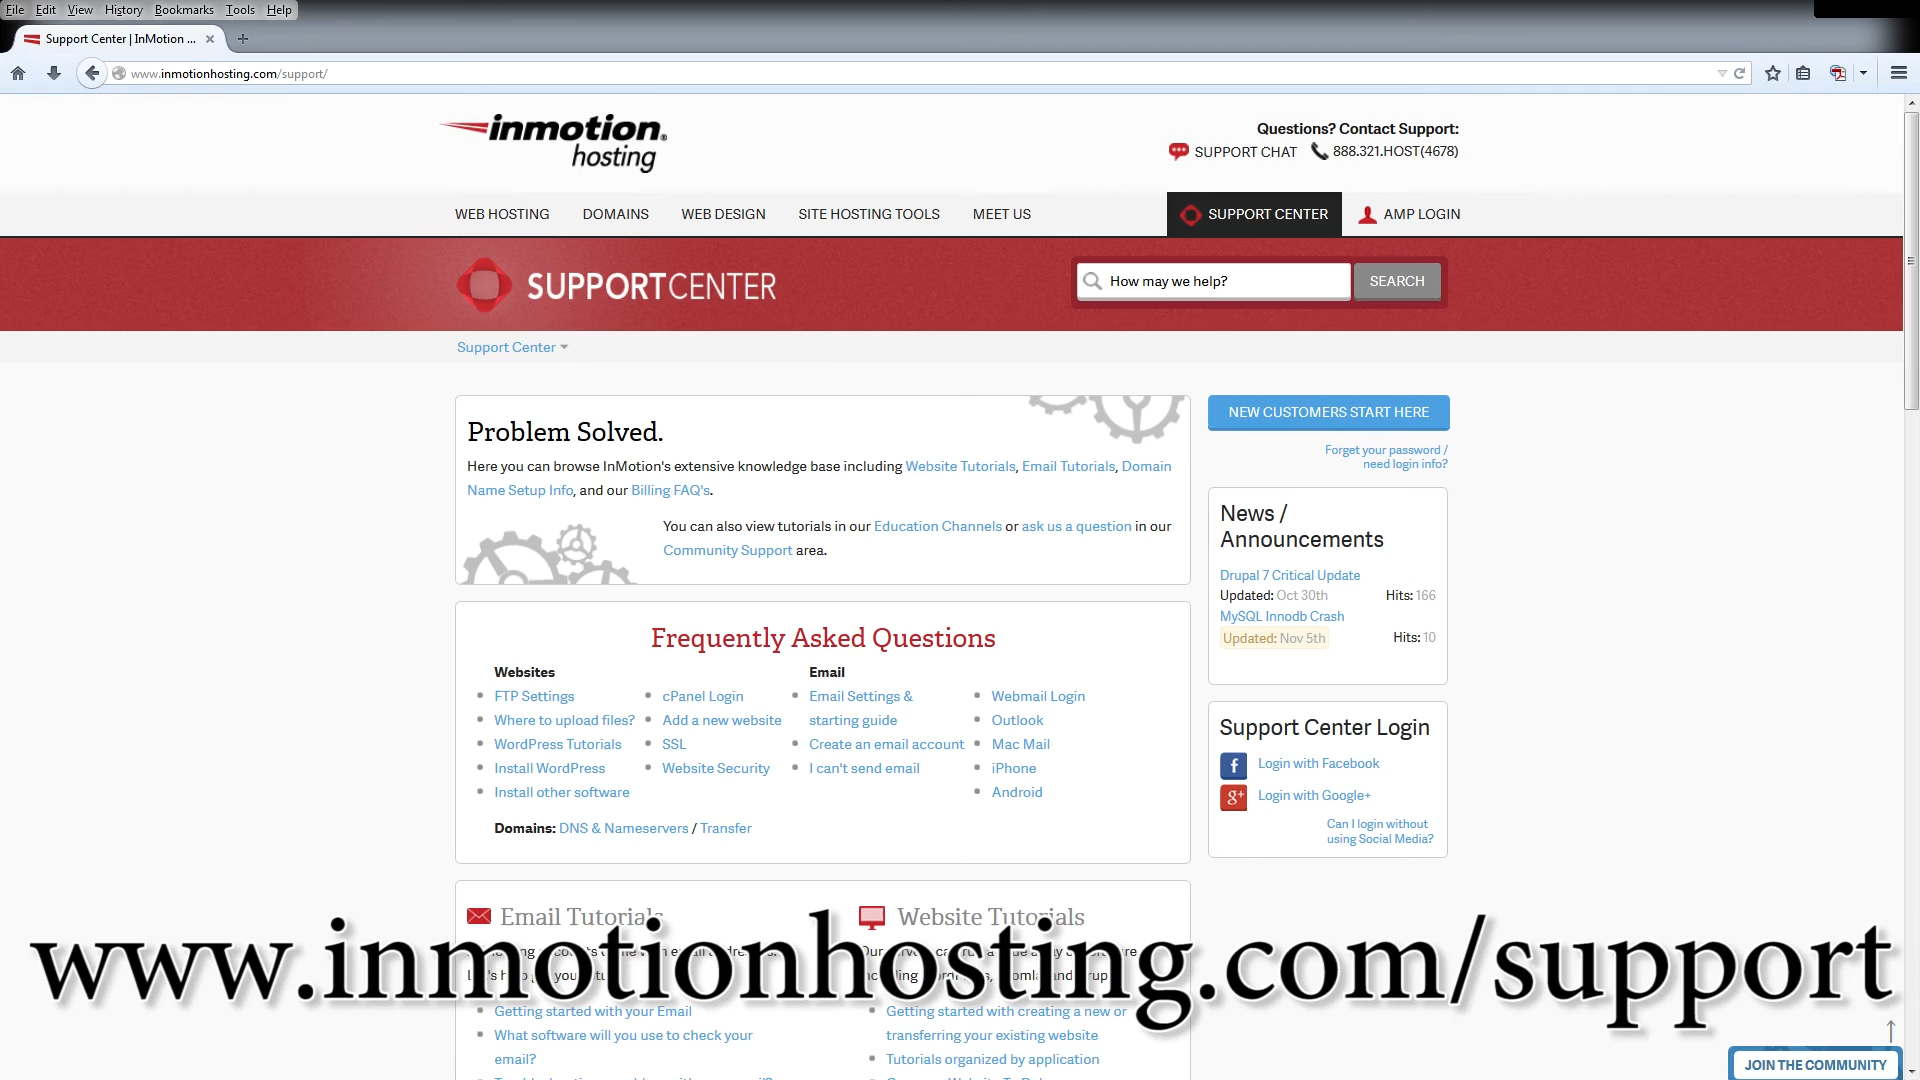 File Edit View History Bookmarks Tools Help
Support Center | InMotion ...
www.inmotionhosting.com/support/
inmotion®
hosting
Questions? Contact Support:
SUPPORT CHAT 888.321.HOST(4678)
WEB HOSTING DOMAINS WEB DESIGN SITE HOSTING TOOLS MEET US SUPPORT CENTER AMP LOGIN
SUPPORTCENTER
How may we help? SEARCH
Support Center
Problem Solved.
Here you can browse InMotion's extensive knowledge base including Website Tutorials, Email Tutorials, Domain
Name Setup Info, and our Billing FAQ's.
You can also view tutorials in our Education Channels or ask us a question in our
Community Support area.
NEW CUSTOMERS START HERE
Forget your password /
need login info?
News /
Announcements
Drupal 7 Critical Update
Updated: Oct 30th Hits: 166
MySQL Innodb Crash
Updated: Nov 5th Hits: 10
Frequently Asked Questions
Websites
FTP Settings
Where to upload files?
WordPress Tutorials
Install WordPress
Install other software
cPanel Login
Add a new website
SSL
Website Security
Email
Email Settings &
starting guide
Create an email account
I can't send email
Webmail Login
Outlook
Mac Mail
iPhone
Android
Domains: DNS & Nameservers / Transfer
Support Center Login
f Login with Facebook
g+ Login with Google+
Can I login without
using Social Media?
Email Tutorials
Getting started with your Email
What software will you use to check your
email?
Website Tutorials
Getting started with creating a new or
transferring your existing website
Tutorials organized by application
www.inmotionhosting.com/support
JOIN THE COMMUNITY